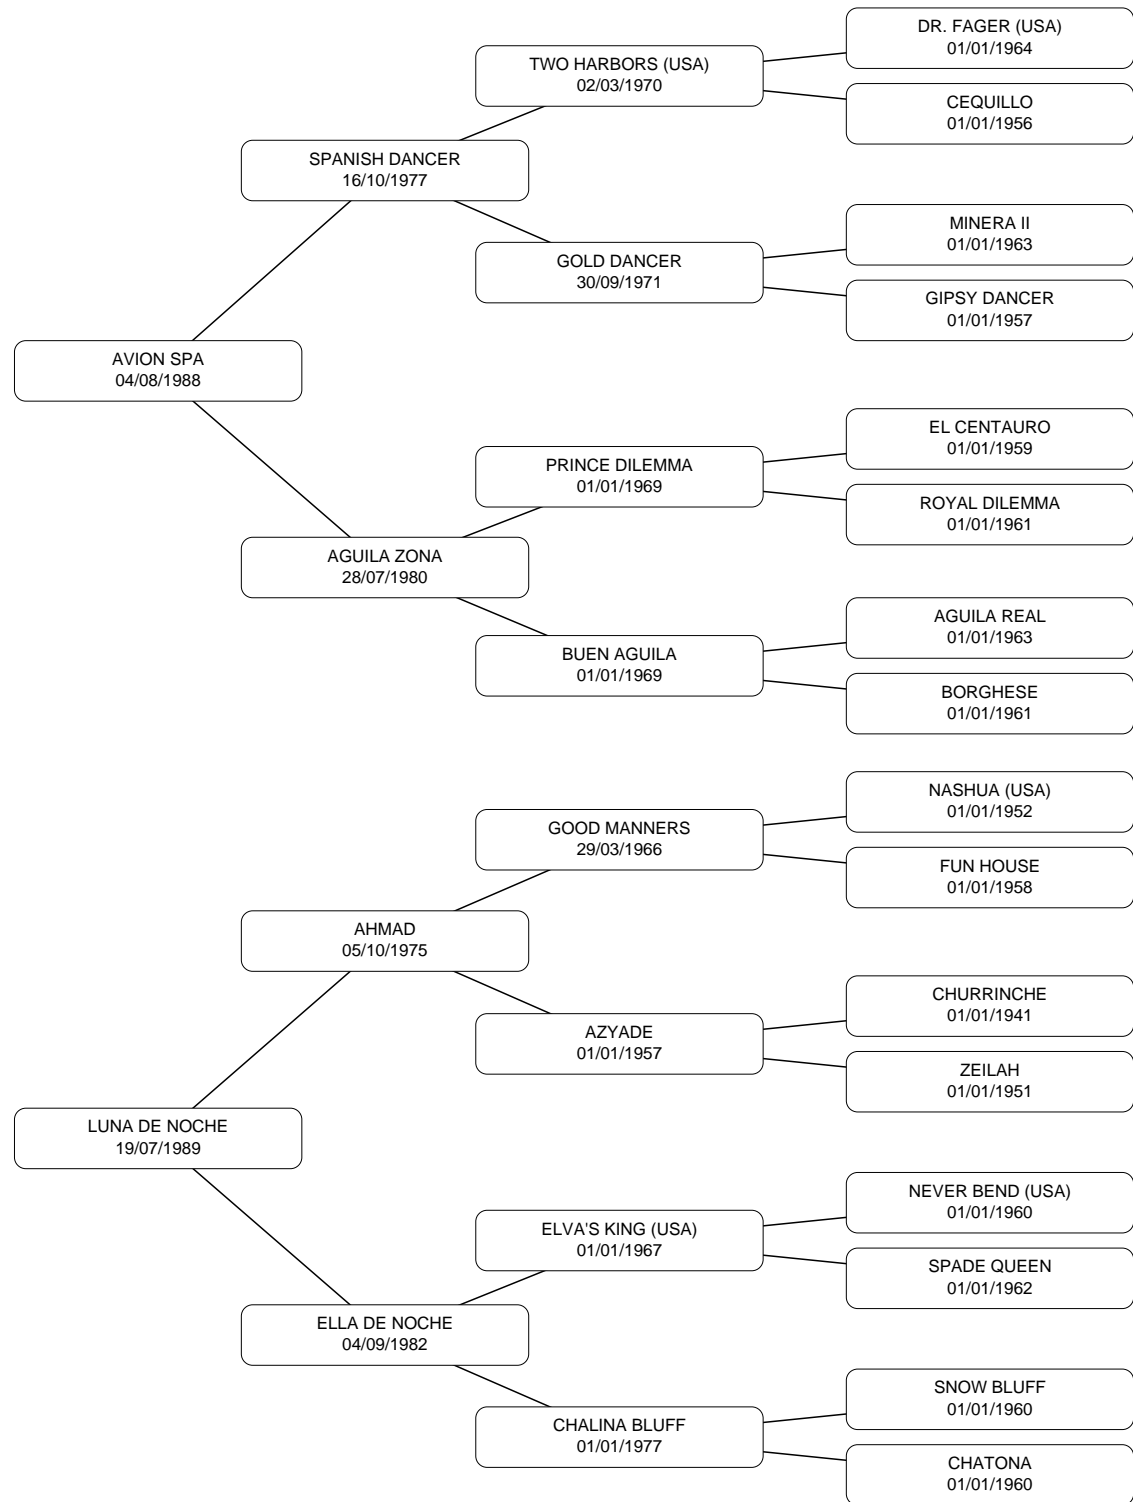 DR. FAGER (USA)
01/01/1964
TWO HARBORS (USA)
02/03/1970
CEQUILLO
01/01/1956
SPANISH DANCER
16/10/1977
MINERA II
01/01/1963
GOLD DANCER
30/09/1971
GIPSY DANCER
01/01/1957
AVION SPA
04/08/1988
EL CENTAURO
01/01/1959
PRINCE DILEMMA
01/01/1969
ROYAL DILEMMA
01/01/1961
AGUILA ZONA
28/07/1980
AGUILA REAL
01/01/1963
BUEN AGUILA
01/01/1969
BORGHESE
01/01/1961
NASHUA (USA)
01/01/1952
GOOD MANNERS
29/03/1966
FUN HOUSE
01/01/1958
AHMAD
05/10/1975
CHURRINCHE
01/01/1941
AZYADE
01/01/1957
ZEILAH
01/01/1951
LUNA DE NOCHE
19/07/1989
NEVER BEND (USA)
01/01/1960
ELVA'S KING (USA)
01/01/1967
SPADE QUEEN
01/01/1962
ELLA DE NOCHE
04/09/1982
SNOW BLUFF
01/01/1960
CHALINA BLUFF
01/01/1977
CHATONA
01/01/1960